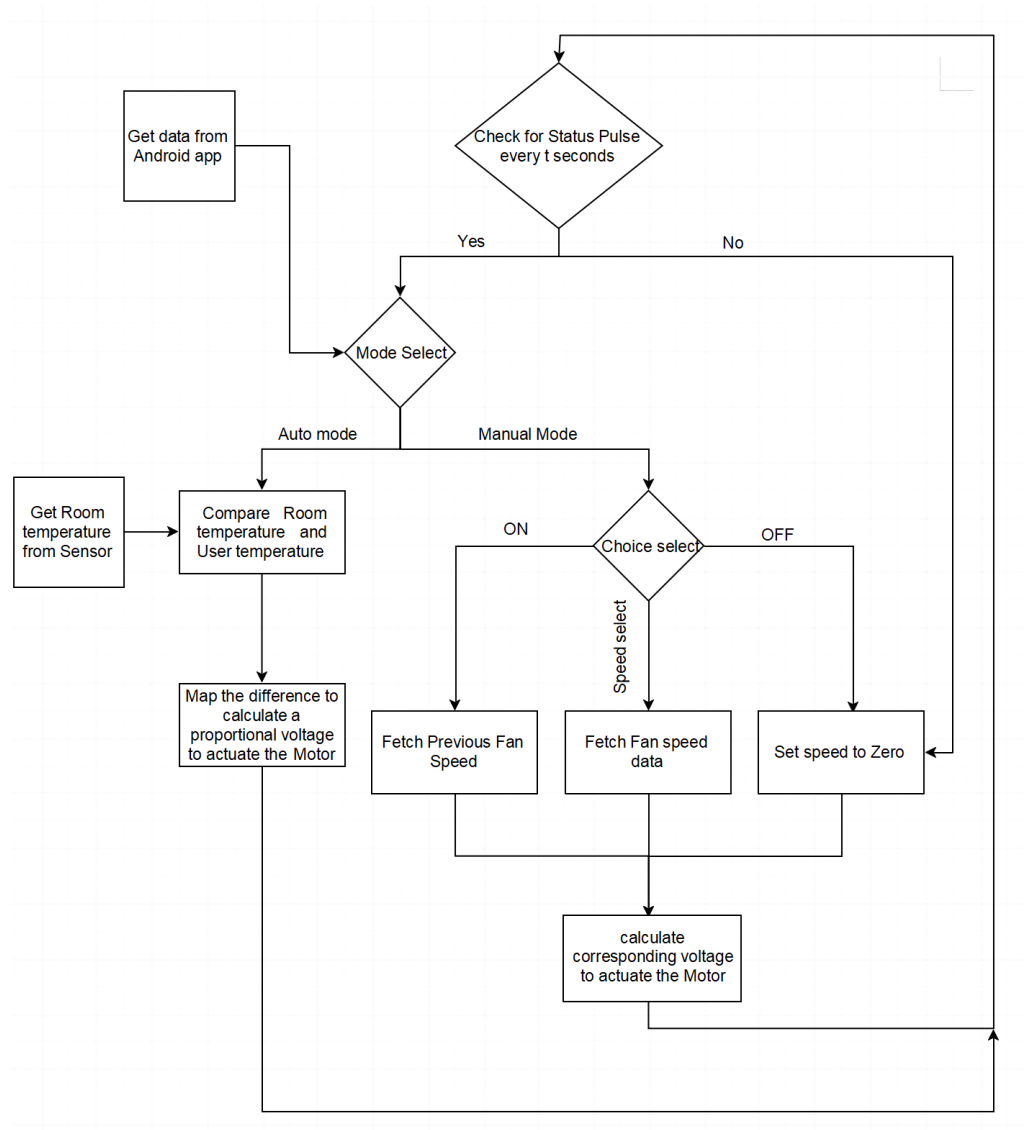 Check for Status Pulse
every t seconds
Get data from
Android app
Yes
No
Mode Select
Auto mode
Manual Mode
Get Room
temperature
from Sensor
Compare Room
temperature and
User temperature
ON
Choice select
OFF
Speed select
Map the difference to
calculate a
proportional voltage
to actuate the Motor
Fetch Previous Fan
Speed
Fetch Fan speed
data
Set speed to Zero
calculate
corresponding voltage
to actuate the Motor